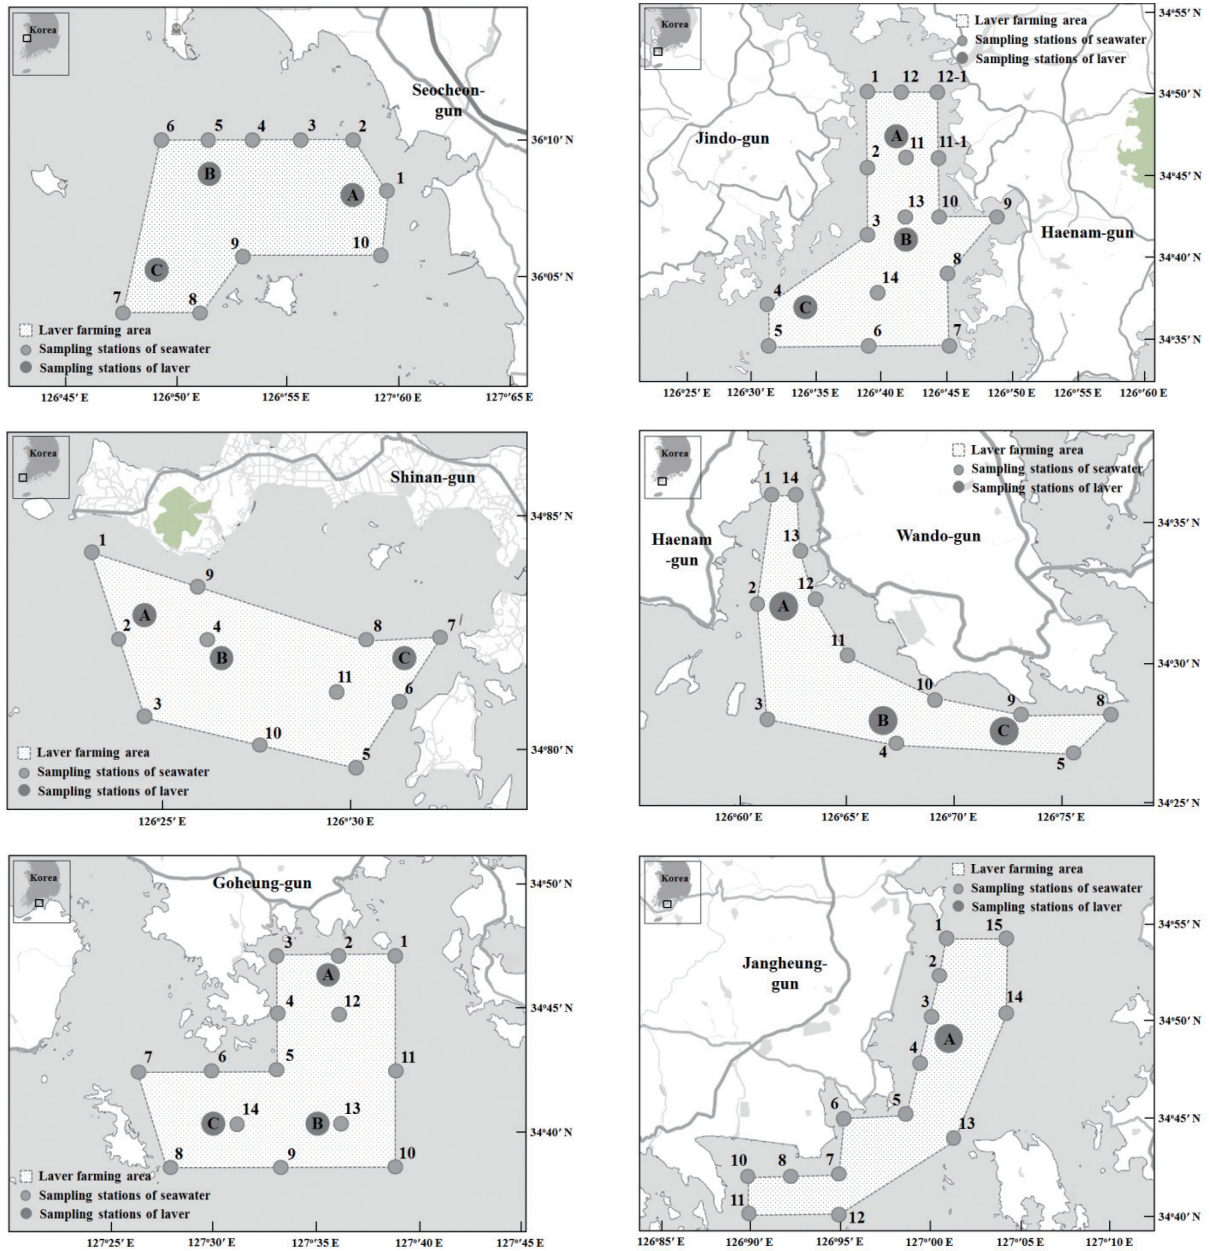 Korea
Seocheon-
gun
36°10′ N
6
5
4
3
2
B
A
1
9
10
C
36°05′ N
7
8
Laver farming area
Sampling stations of seawater
Sampling stations of laver
126°45′ E
126°50′ E
126°55′ E
127°60′ E
127°′65′ E
Korea
Laver farming area
Sampling stations of seawater
Sampling stations of laver
34°55′ N
1
12
12-1
34°50′ N
Jindo-gun
A
11
11-1
2
34°45′ N
13
10
9
3
B
Haenam-gun
8
34°40′ N
14
4
C
5
6
7
34°35′ N
126°25′ E
126°30′ E
126°35′ E
126°40′ E
126°45′ E
126°50′ E
126°55′ E
126°60′ E
Korea
Shinan-gun
34°85′ N
1
9
A
2
4
8
7
B
C
11
6
3
10
5
34°80′ N
Laver farming area
Sampling stations of seawater
Sampling stations of laver
126°25′ E
126°30′ E
Korea
Laver farming area
Sampling stations of seawater
Sampling stations of laver
1
14
34°35′ N
Haenam
-gun
Wando-gun
13
2
A
12
11
34°30′ N
10
9
8
3
B
C
4
5
34°25′ N
126°60′ E
126°65′ E
126°70′ E
126°75′ E
Korea
Goheung-gun
34°50′ N
3
2
1
A
4
12
34°45′ N
7
6
5
11
C
14
B
13
34°40′ N
8
9
10
Laver farming area
Sampling stations of seawater
Sampling stations of laver
127°25′ E
127°30′ E
127°′35′ E
127°40′ E
127°′45′ E
Korea
Laver farming area
Sampling stations of seawater
Sampling stations of laver
1
15
34°55′ N
Jangheung-
gun
2
3
14
34°50′ N
A
4
5
6
13
34°45′ N
10
8
7
11
12
34°40′ N
126°85′ E
126°90′ E
126°95′ E
127°00′ E
127°05′ E
127°10′ E